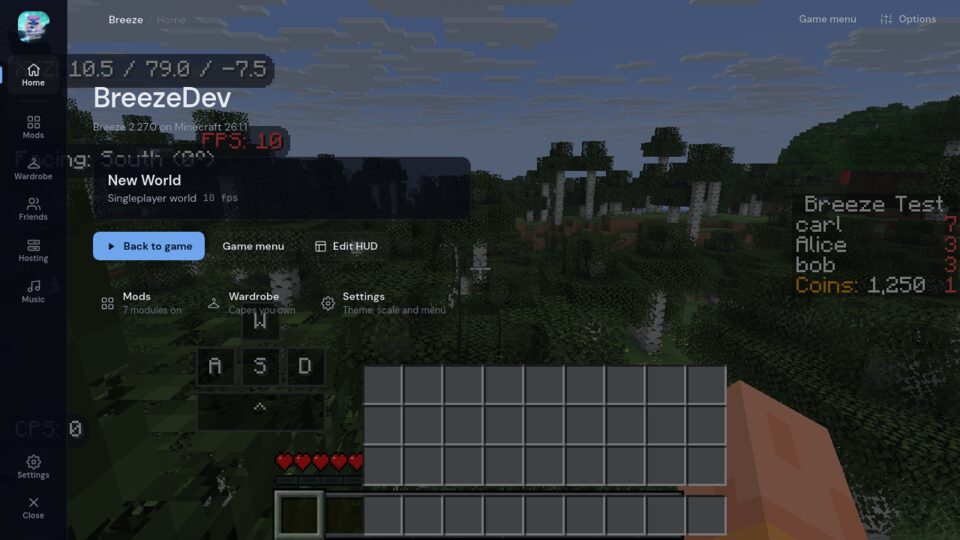 Breeze / Home
Game menu
Options
Home
10.5 / 79.0 / -7.5
BreezeDev
Breeze 2.27.0 on Minecraft 26.1.1
FPS: 10
Mods
Facing: South (0°)
Wardrobe
New World
Singleplayer world 10 fps
Friends
Breeze Test
carl 7
Alice 3
bob 3
Coins: 1,250 1
Hosting
Back to game
Game menu
Edit HUD
Music
Mods
7 modules on
Wardrobe
Capes you own
Settings
Theme, scale and menu
W
A S D
^
CPS: 0
Settings
Close